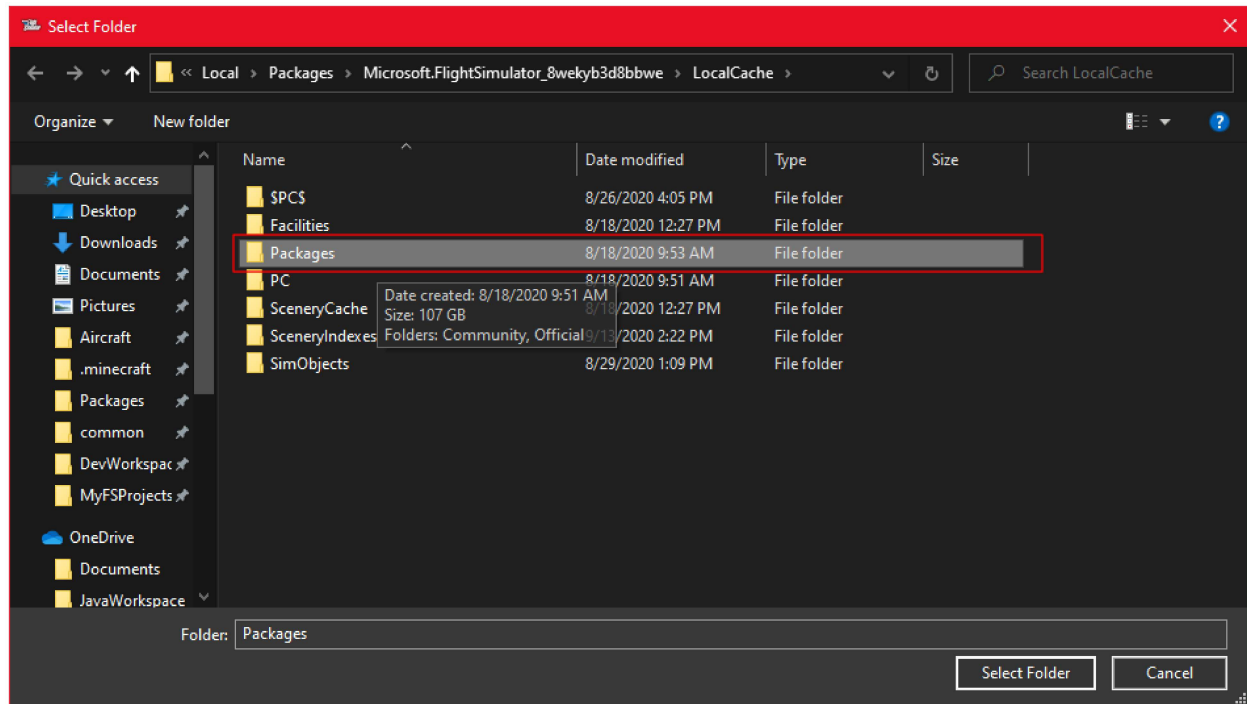 Select Folder
« Local > Packages > Microsoft.FlightSimulator_8wekyb3d8bbwe > LocalCache >
Search LocalCache
Organize
New folder
Name
Date modified
Type
Size
Quick access
Desktop
Downloads
Documents
Pictures
Aircraft
.minecraft
Packages
common
DevWorkspac
MyFSProjects
OneDrive
Documents
JavaWorkspace
$PC$ 8/26/2020 4:05 PM File folder
Facilities 8/18/2020 12:27 PM File folder
Packages 8/18/2020 9:53 AM File folder
PC 8/18/2020 9:51 AM File folder
SceneryCache 8/18/2020 12:27 PM File folder
SceneryIndexes 9/13/2020 2:22 PM File folder
SimObjects 8/29/2020 1:09 PM File folder
Date created: 8/18/2020 9:51 AM
Size: 107 GB
Folders: Community, Official
Folder: Packages
Select Folder
Cancel